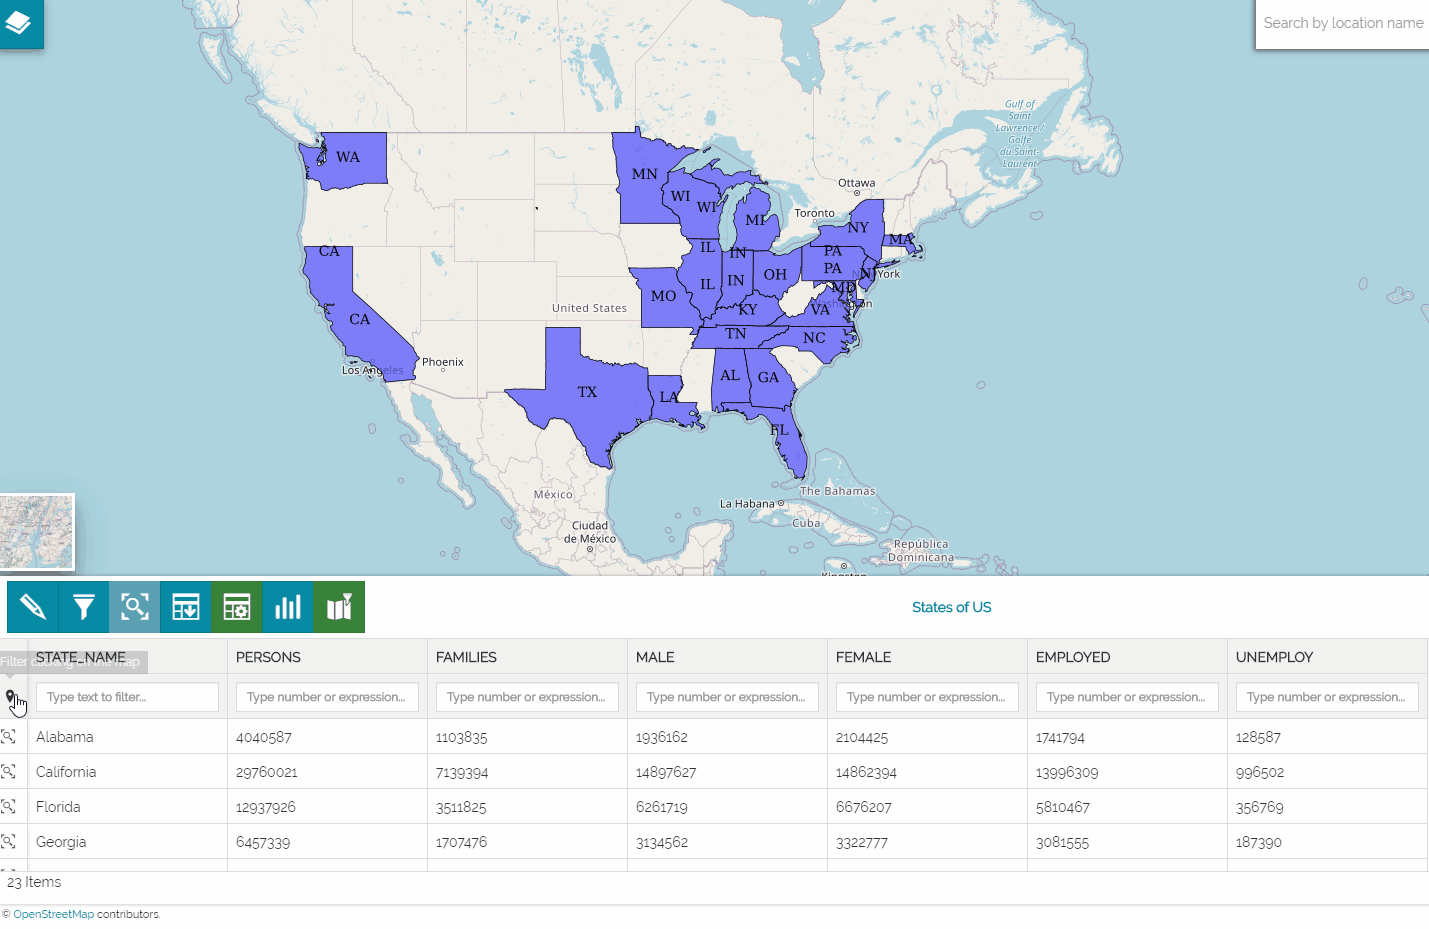 Search by location name
Gulf of
Saint
Lawrence /
Golfe
du Saint-
Laurent
WA
MN
Ottawa
WI
WI
MI
Toronto
NY
MA
CA
IL
IN
PA
PA
OH
IN
IL
NJ
York
MO
MD
United States
KY
VA
CA
TN
NC
Los Angeles
Phoenix
AL
GA
TX
LA
FL
The Bahamas
México
La Habana
Cuba
Ciudad
de México
República
Dominicana
Kingston
States of US
Filter clicking on the map
STATE_NAME PERSONS FAMILIES MALE FEMALE EMPLOYED UNEMPLOY
Type text to filter... Type number or expression... Type number or expression... Type number or expression... Type number or expression... Type number or expression... Type number or expression...
Alabama 4040587 1103835 1936162 2104425 1741794 128587
California 29760021 7139394 14897627 14862394 13996309 996502
Florida 12937926 3511825 6261719 6676207 5810467 356769
Georgia 6457339 1707476 3134562 3322777 3081555 187390
23 Items
© OpenStreetMap contributors.